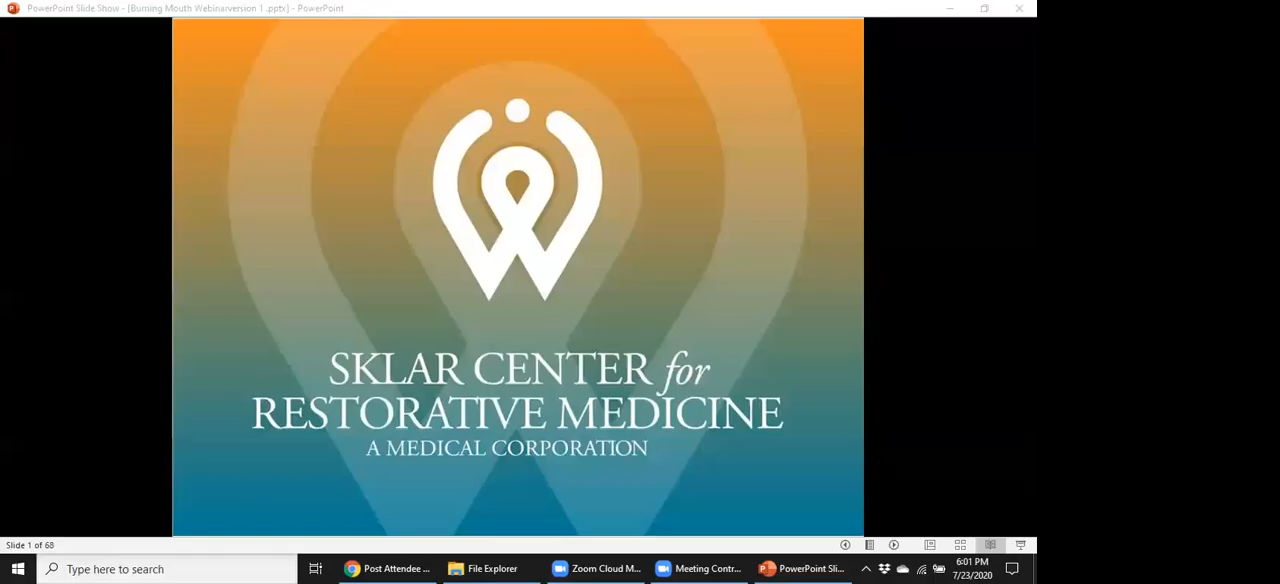 PowerPoint Slide Show - [Burning Mouth Webinarversion 1 .pptx] - PowerPoint
SKLAR CENTER for
RESTORATIVE MEDICINE
A MEDICAL CORPORATION
Slide 1 of 68
Type here to search
Post Attendee ...
File Explorer
Zoom Cloud M...
Meeting Contr...
PowerPoint Sli...
6:01 PM
7/23/2020